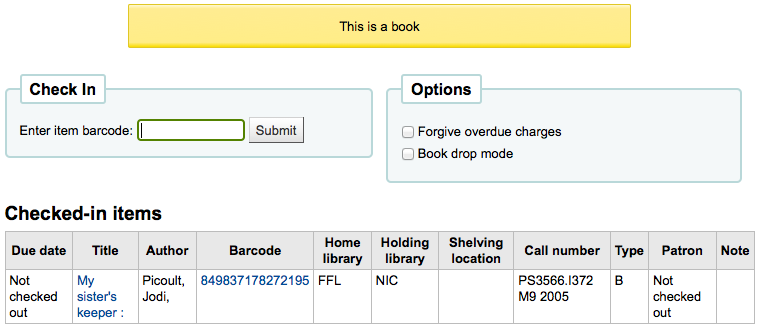 This is a book
Check In
Enter item barcode: Submit
Options
Forgive overdue charges
Book drop mode
Checked-in items
Due date Title Author Barcode Home library Holding library Shelving location Call number Type Patron Note
Not checked out My sister's keeper : Picoult, Jodi, 849837178272195 FFL NIC PS3566.I372 M9 2005 B Not checked out